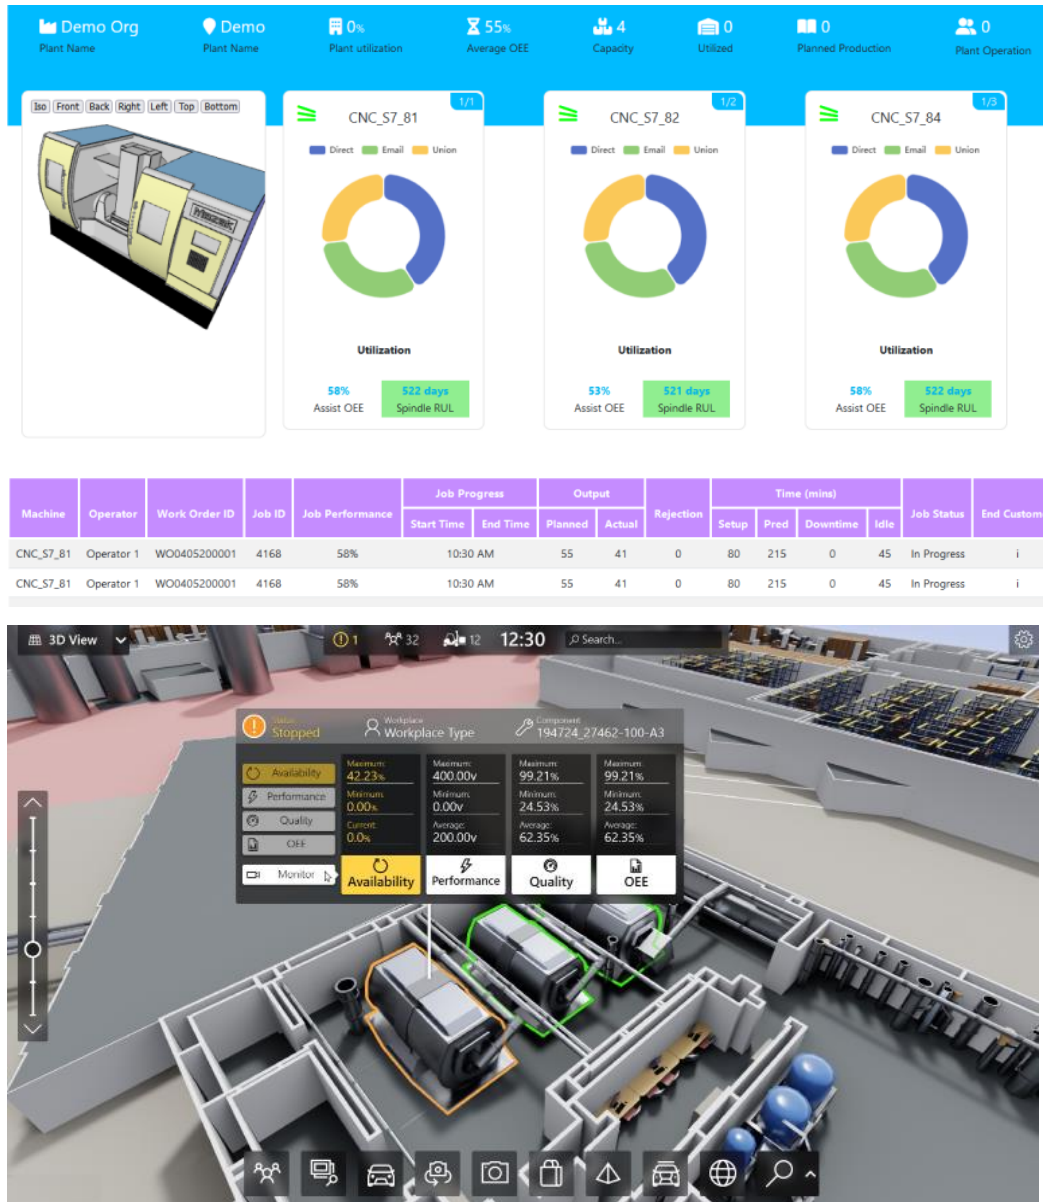 Demo Org
Plant Name
Demo
Plant Name
0%
Plant utilization
55%
Average OEE
4
Capacity
0
Utilized
0
Planned Production
0
Plant Operation
Iso Front Back Right Left Top Bottom
1/1
CNC_S7_81
Direct Email Union
Utilization
58%
Assist OEE
522 days
Spindle RUL
1/2
CNC_S7_82
Direct Email Union
Utilization
53%
Assist OEE
521 days
Spindle RUL
1/3
CNC_S7_84
Direct Email Union
Utilization
58%
Assist OEE
522 days
Spindle RUL
Job Progress Output Time (mins)
Machine Operator Work Order ID Job ID Job Performance Rejection Job Status End Custom
Start Time End Time Planned Actual Setup Pred Downtime Idle
CNC_S7_81 Operator 1 WO0405200001 4168 58% 10:30 AM 55 41 0 80 215 0 45 In Progress i
CNC_S7_81 Operator 1 WO0405200001 4168 58% 10:30 AM 55 41 0 80 215 0 45 In Progress i
3D View 1 32 12 12:30 Search...
Status
Stopped
Workplace
Workplace Type
Component
194724_27462-100-A3
Availability
Performance
Quality
OEE
Monitor
Maximum:
42.23%
Minimum:
0.00%
Current:
0.0%
Availability
Maximum:
400.00v
Minimum:
0.00v
Average:
200.00v
Performance
Maximum:
99.21%
Minimum:
24.53%
Average:
62.35%
Quality
Maximum:
99.21%
Minimum:
24.53%
Average:
62.35%
OEE